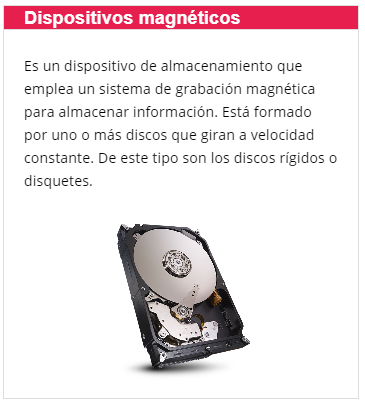 Dispositivos magnéticos
Es un dispositivo de almacenamiento que
emplea un sistema de grabación magnética
para almacenar información. Está formado
por uno o más discos que giran a velocidad
constante. De este tipo son los discos rígidos o
disquetes.